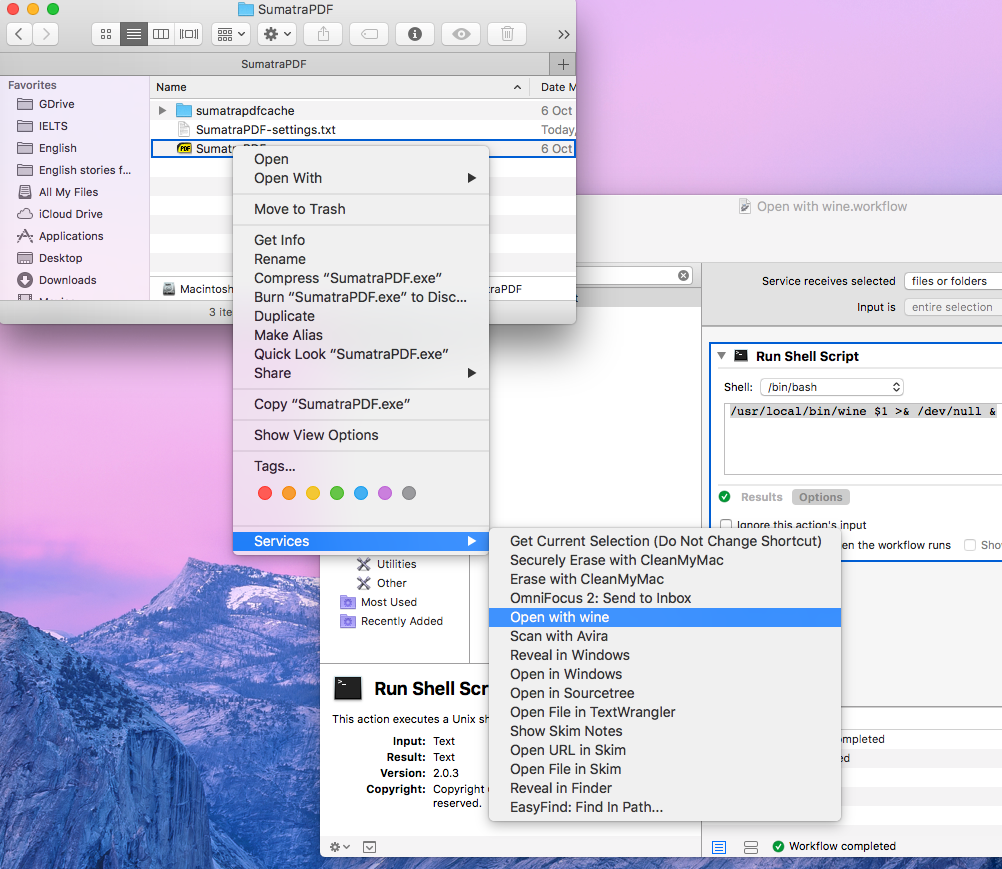 SumatraPDF
SumatraPDF
Favorites
GDrive
IELTS
English
English stories f...
All My Files
iCloud Drive
Applications
Desktop
Downloads
Name
Date M
sumatrapdfcache
6 Oct
SumatraPDF-settings.txt
Today,
PDF
6 Oct
Macintosh
raPDF
3 ite
Open
Open With
Move to Trash
Get Info
Rename
Compress “SumatraPDF.exe”
Burn “SumatraPDF.exe” to Disc...
Duplicate
Make Alias
Quick Look “SumatraPDF.exe”
Share
Copy “SumatraPDF.exe”
Show View Options
Tags...
Services
Get Current Selection (Do Not Change Shortcut)
Securely Erase with CleanMyMac
Erase with CleanMyMac
OmniFocus 2: Send to Inbox
Open with wine
Scan with Avira
Reveal in Windows
Open in Windows
Open in Sourcetree
Open File in TextWrangler
Show Skim Notes
Open URL in Skim
Open File in Skim
Reveal in Finder
EasyFind: Find In Path...
Open with wine.workflow
Service receives selected files or folders
Input is entire selection
Run Shell Script
Shell: /bin/bash
/usr/local/bin/wine $1 >& /dev/null &
Results Options
Ignore this action's input
en the workflow runs
Sho
Utilities
Other
Most Used
Recently Added
Run Shell Scr
This action executes a Unix sh
Input: Text
Result: Text
Version: 2.0.3
Copyright: Copyright
reserved.
mpleted
ed
Workflow completed